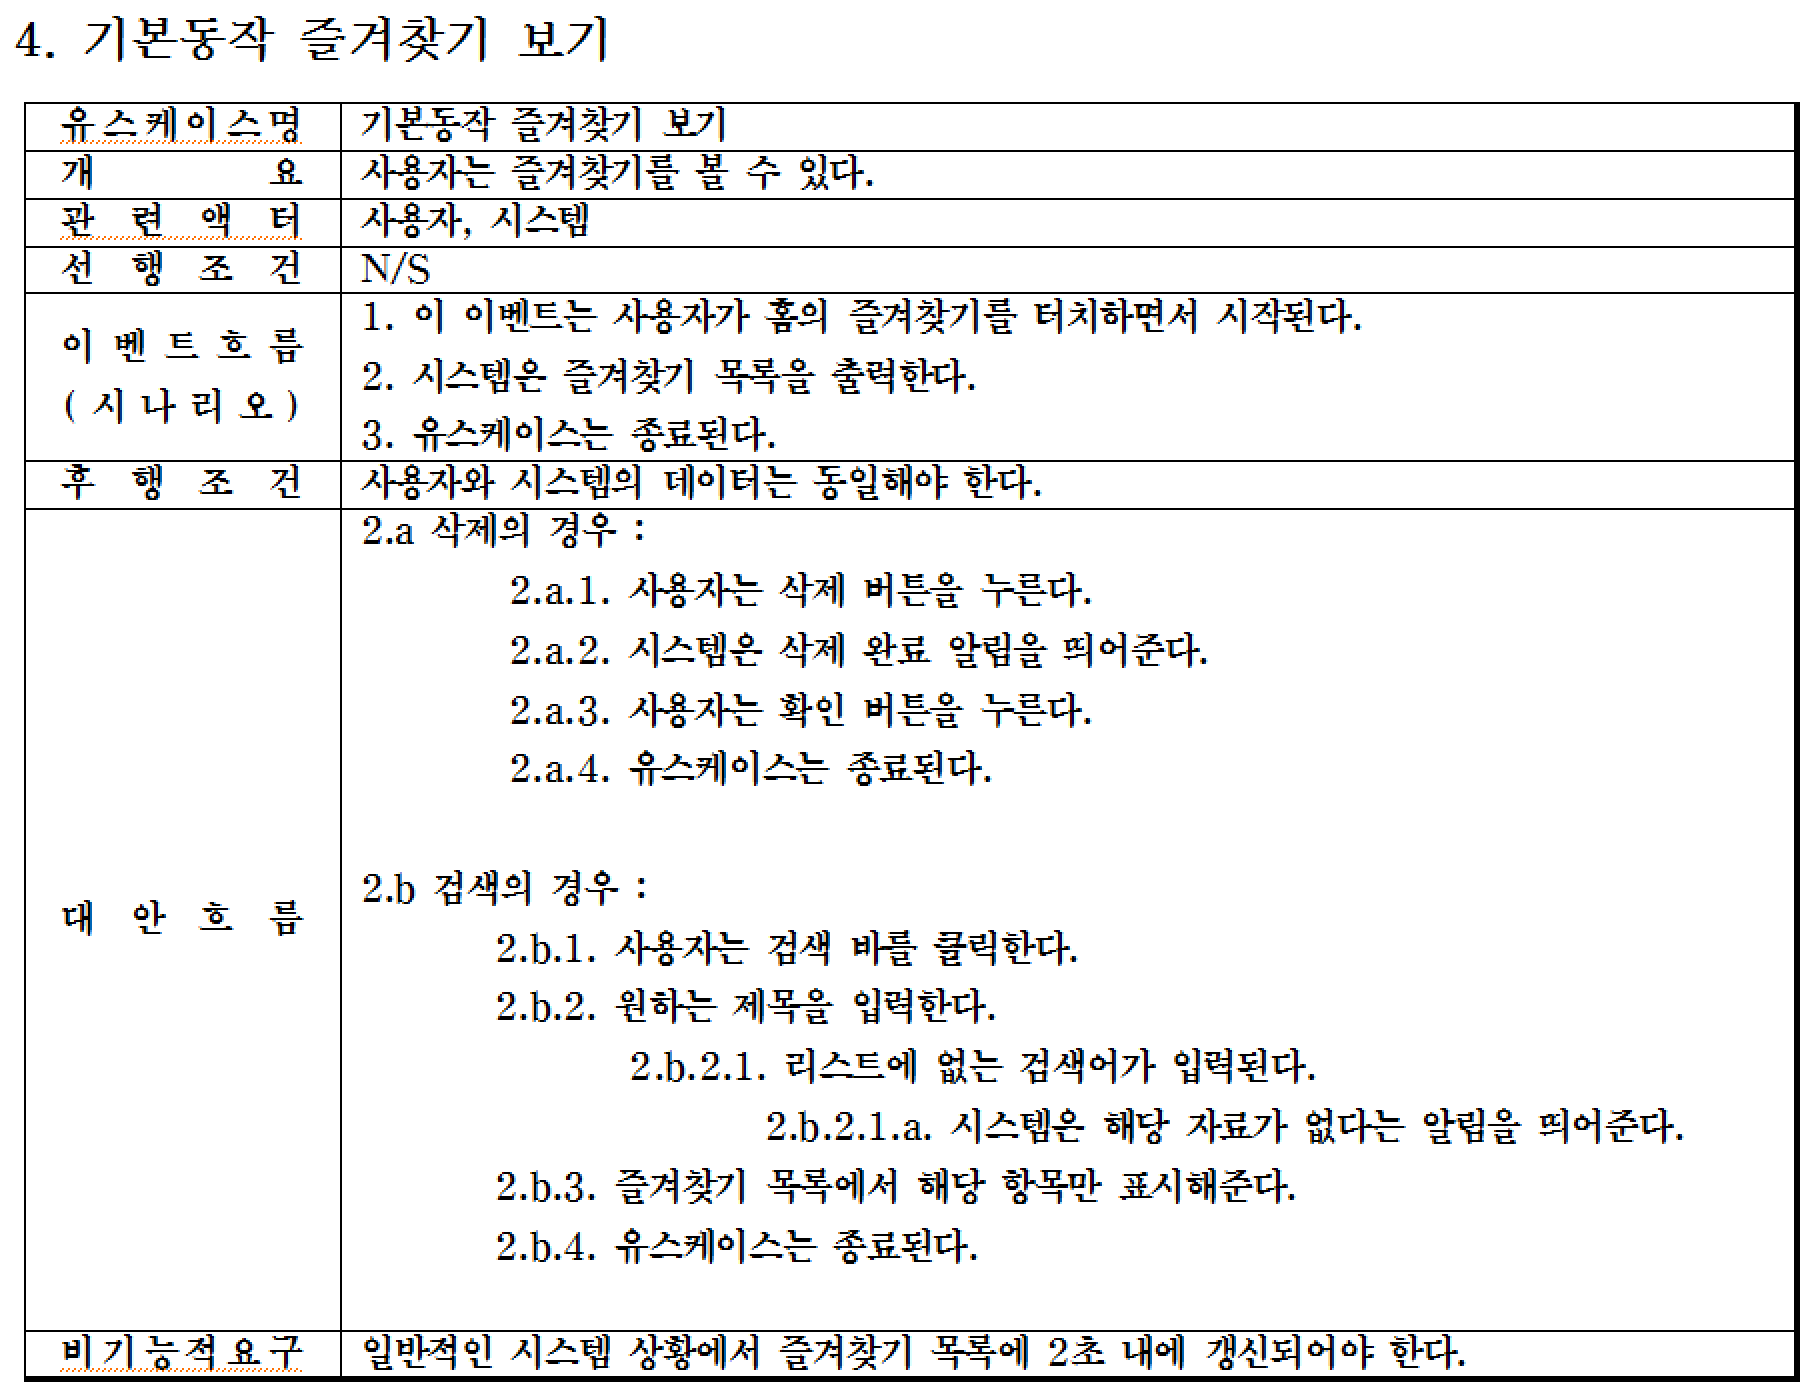 4. 기본동작 즐겨찾기 보기
유스케이스명 기본동작 즐겨찾기 보기
개 요 사용자는 즐겨찾기를 볼 수 있다.
관 련 액 터 사용자, 시스템
선 행 조 건 N/S
이 벤 트 흐 름
( 시 나 리 오 )
1. 이 이벤트는 사용자가 홈의 즐겨찾기를 터치하면서 시작된다.
2. 시스템은 즐겨찾기 목록을 출력한다.
3. 유스케이스는 종료된다.
후 행 조 건 사용자와 시스템의 데이터는 동일해야 한다.
대 안 흐 름
2.a 삭제의 경우 :
2.a.1. 사용자는 삭제 버튼을 누른다.
2.a.2. 시스템은 삭제 완료 알림을 띄어준다.
2.a.3. 사용자는 확인 버튼을 누른다.
2.a.4. 유스케이스는 종료된다.
2.b 검색의 경우 :
2.b.1. 사용자는 검색 바를 클릭한다.
2.b.2. 원하는 제목을 입력한다.
2.b.2.1. 리스트에 없는 검색어가 입력된다.
2.b.2.1.a. 시스템은 해당 자료가 없다는 알림을 띄어준다.
2.b.3. 즐겨찾기 목록에서 해당 항목만 표시해준다.
2.b.4. 유스케이스는 종료된다.
비기능적요구 일반적인 시스템 상황에서 즐겨찾기 목록에 2초 내에 갱신되어야 한다.